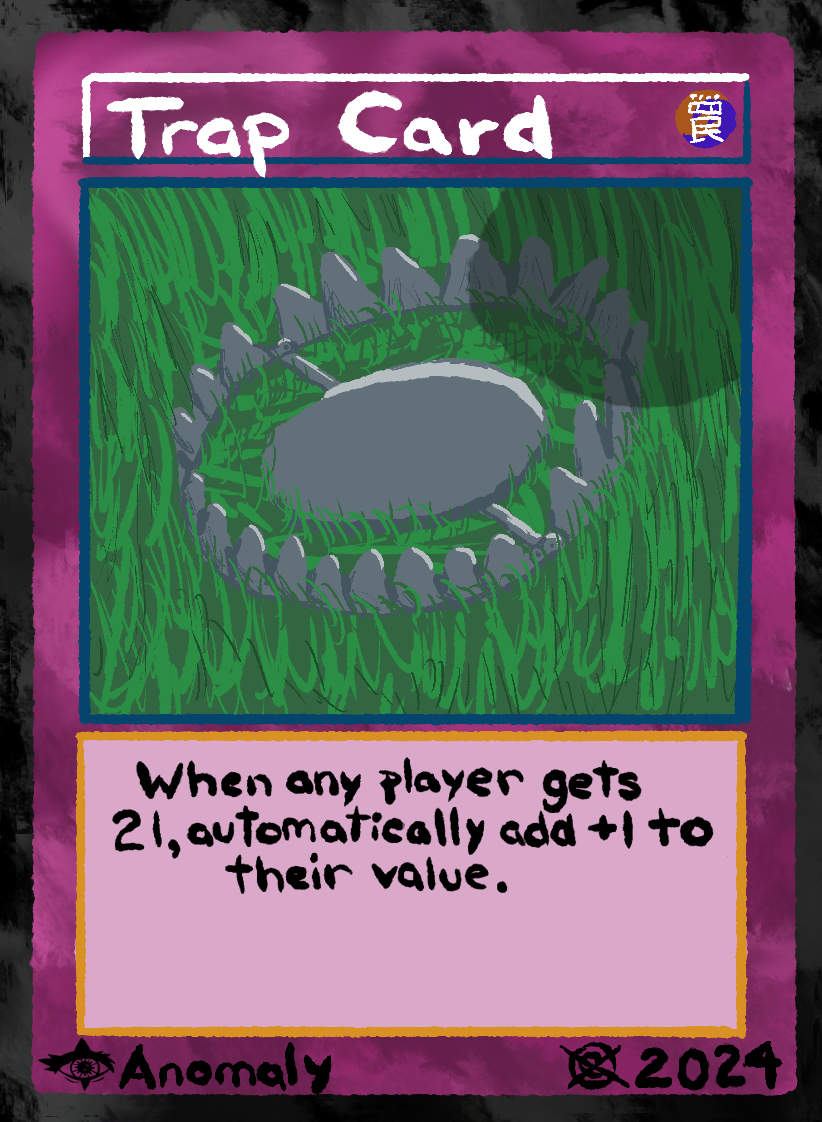 Trap Card
When any player gets
21, automatically add +1 to
their value.
Anomaly
2024